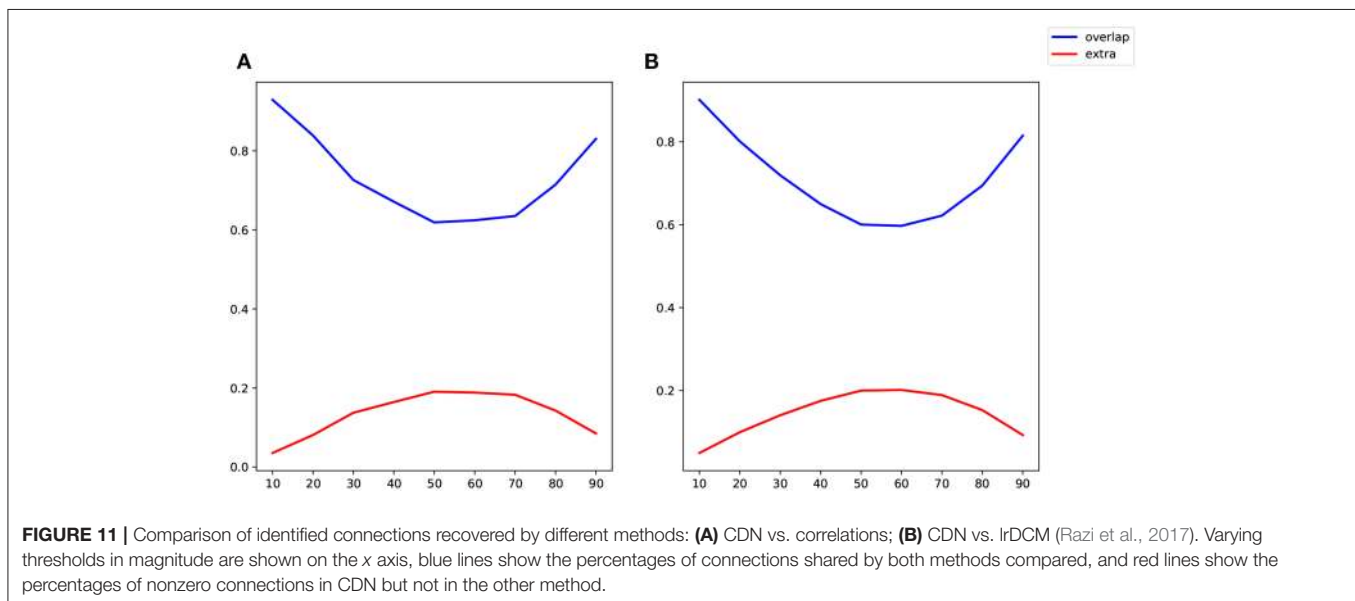 overlap
extra
A
B
0.8
0.6
0.4
0.2
0.0
10 20 30 40 50 60 70 80 90
0.8
0.6
0.4
0.2
10 20 30 40 50 60 70 80 90
FIGURE 11 | Comparison of identified connections recovered by different methods: (A) CDN vs. correlations; (B) CDN vs. lrDCM (Razi et al., 2017). Varying
thresholds in magnitude are shown on the x axis, blue lines show the percentages of connections shared by both methods compared, and red lines show the
percentages of nonzero connections in CDN but not in the other method.